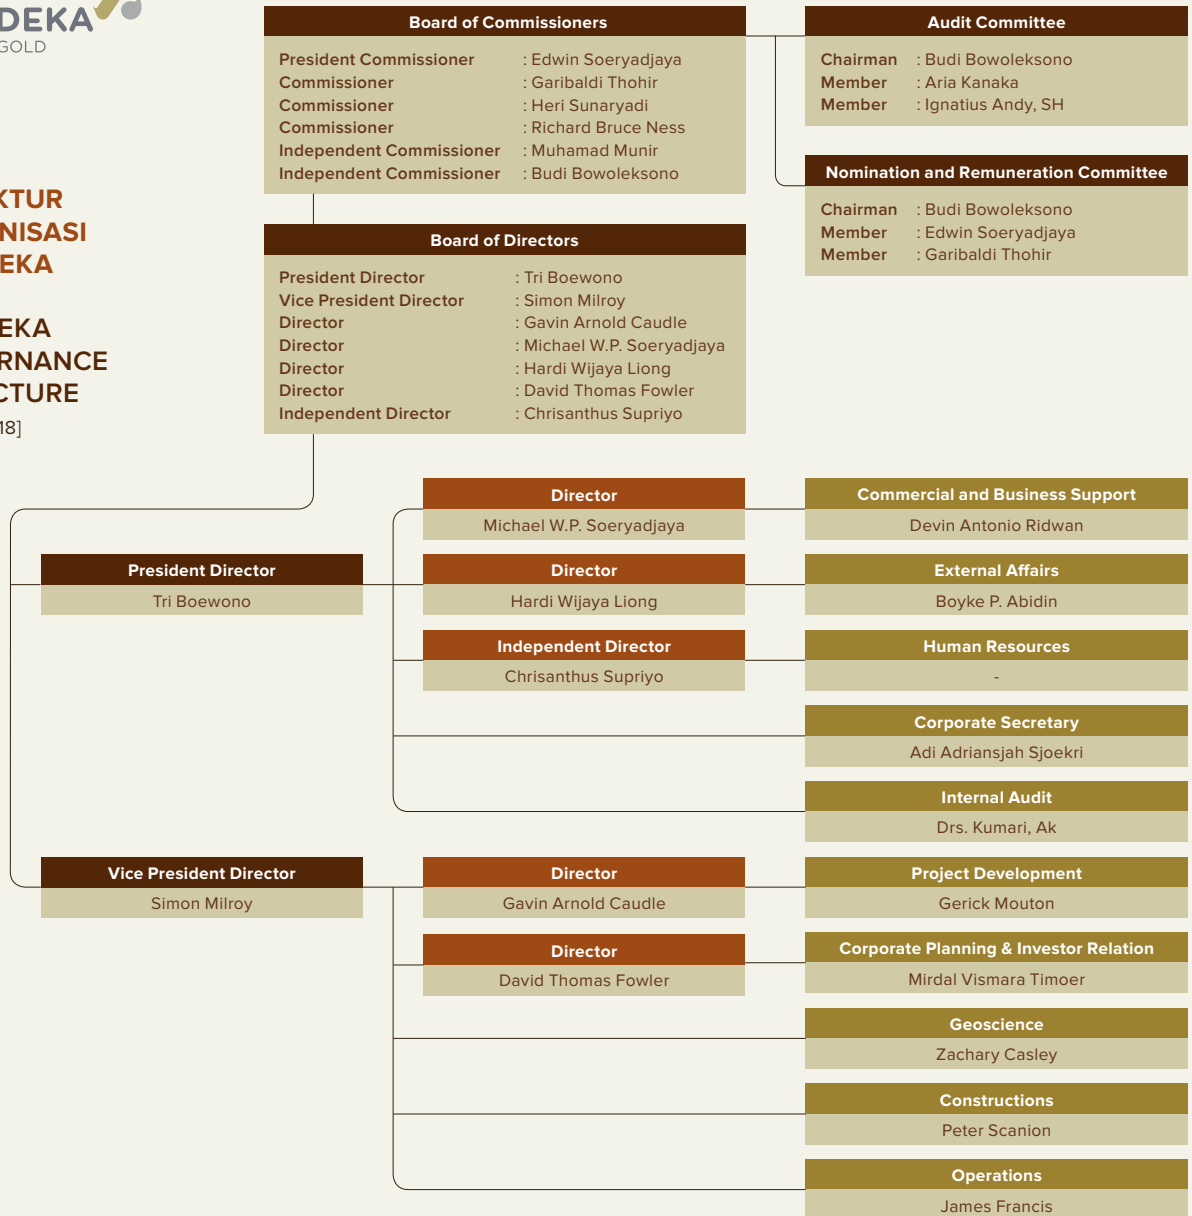 DEKA
GOLD
KTUR
NISASI
EKA
EKA
RNANCE
CTURE
18]
Board of Commissioners
President Commissioner : Edwin Soeryadjaya
Commissioner : Garibaldi Thohir
Commissioner : Heri Sunaryadi
Commissioner : Richard Bruce Ness
Independent Commissioner : Muhamad Munir
Independent Commissioner : Budi Bowoleksono
Audit Committee
Chairman : Budi Bowoleksono
Member : Aria Kanaka
Member : Ignatius Andy, SH
Nomination and Remuneration Committee
Chairman : Budi Bowoleksono
Member : Edwin Soeryadjaya
Member : Garibaldi Thohir
Board of Directors
President Director : Tri Boewono
Vice President Director : Simon Milroy
Director : Gavin Arnold Caudle
Director : Michael W.P. Soeryadjaya
Director : Hardi Wijaya Liong
Director : David Thomas Fowler
Independent Director : Chrisanthus Supriyo
President Director
Tri Boewono
Director
Michael W.P. Soeryadjaya
Commercial and Business Support
Devin Antonio Ridwan
Director
Hardi Wijaya Liong
External Affairs
Boyke P. Abidin
Independent Director
Chrisanthus Supriyo
Human Resources
-
Corporate Secretary
Adi Adriansjah Sjoekri
Internal Audit
Drs. Kumari, Ak
Vice President Director
Simon Milroy
Director
Gavin Arnold Caudle
Project Development
Gerick Mouton
Director
David Thomas Fowler
Corporate Planning & Investor Relation
Mirdal Vismara Timoer
Geoscience
Zachary Casley
Constructions
Peter Scanion
Operations
James Francis